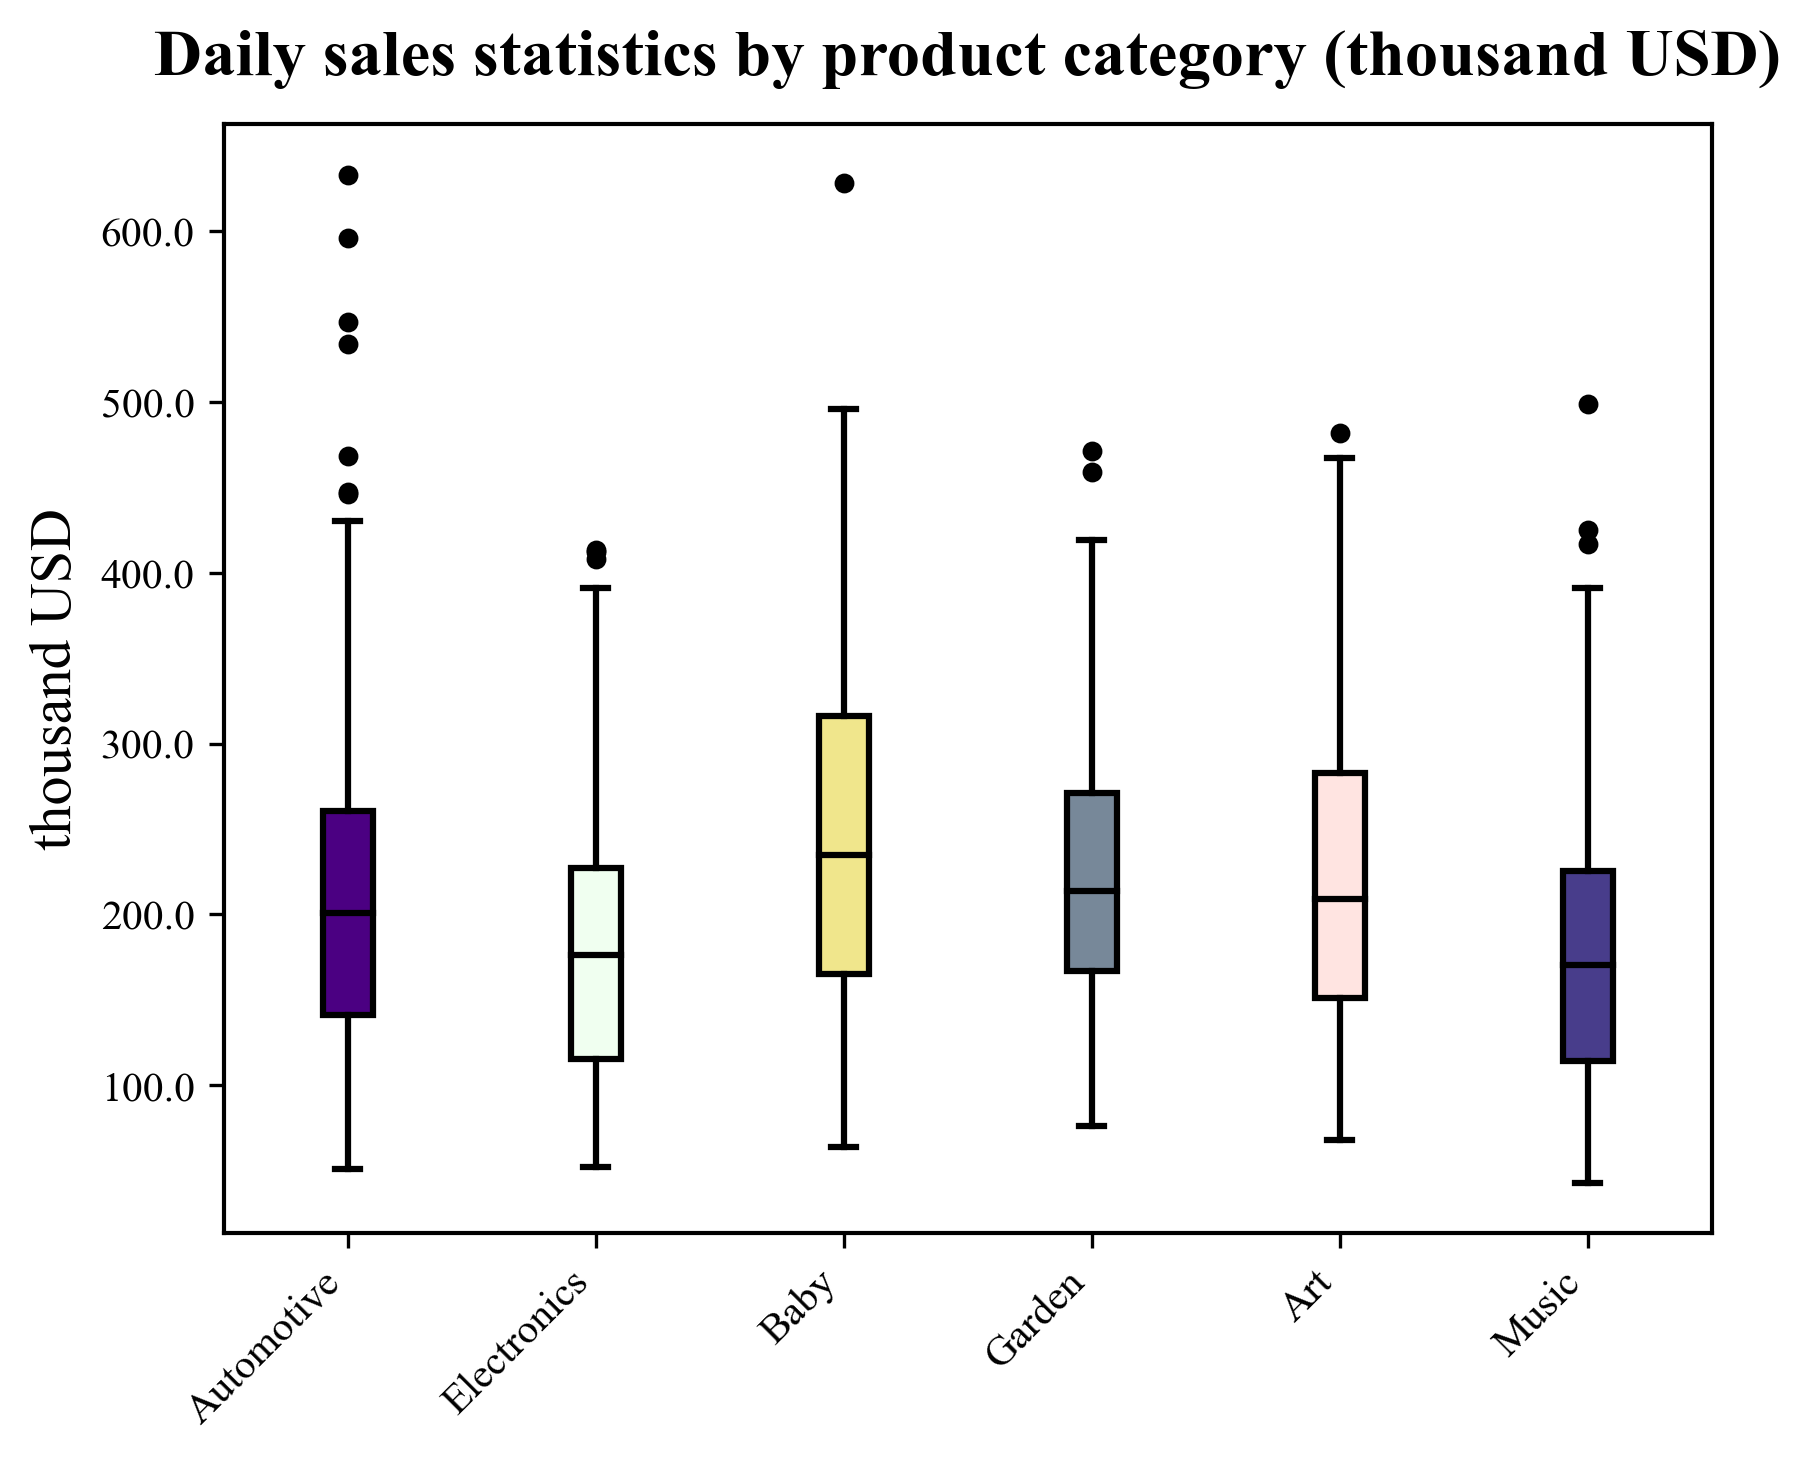 Daily sales statistics by product category (thousand USD)
thousand USD
600.0
500.0
400.0
300.0
200.0
100.0
Automotive
Electronics
Baby
Garden
Art
Music